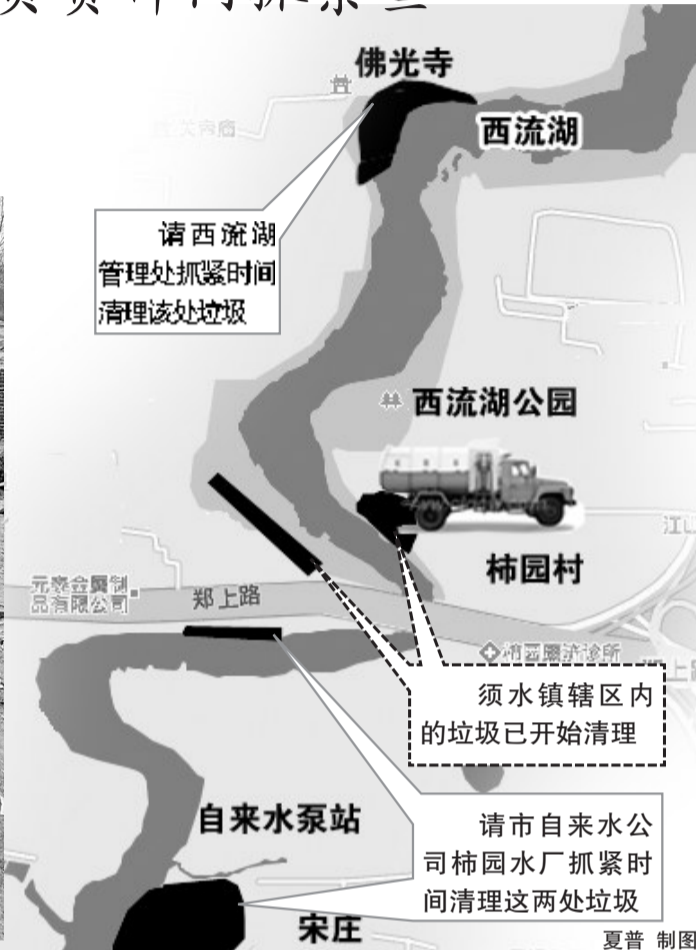 佛光寺
西流湖
请西流湖
管理处抓紧时间
清理该处垃圾
西流湖公园
柿园村
元泰金属制
品有限公司
郑上路
须水镇辖区内
的垃圾已开始清理
自来水泵站
请市自来水公
司柿园水厂抓紧时
间清理这两处垃圾
宋庄
夏普 制图